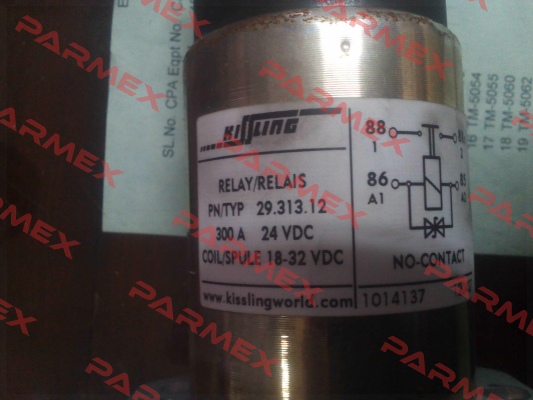 KISSLING
RELAY/RELAIS
PN/TYP 29.313.12
300 A 24 VDC
COIL/SPULE 18-32 VDC
www.kisslingworld.com
88
1
86
A1
85
NO-CONTACT
1014137
SL.No. CPA Eqpt No.
16 TM-5054
17 TM-5055
18 TM-5060
19 TM-5062
PARMEX
PARMEX
PARMEX
PARMEX
PARMEX
PARMEX